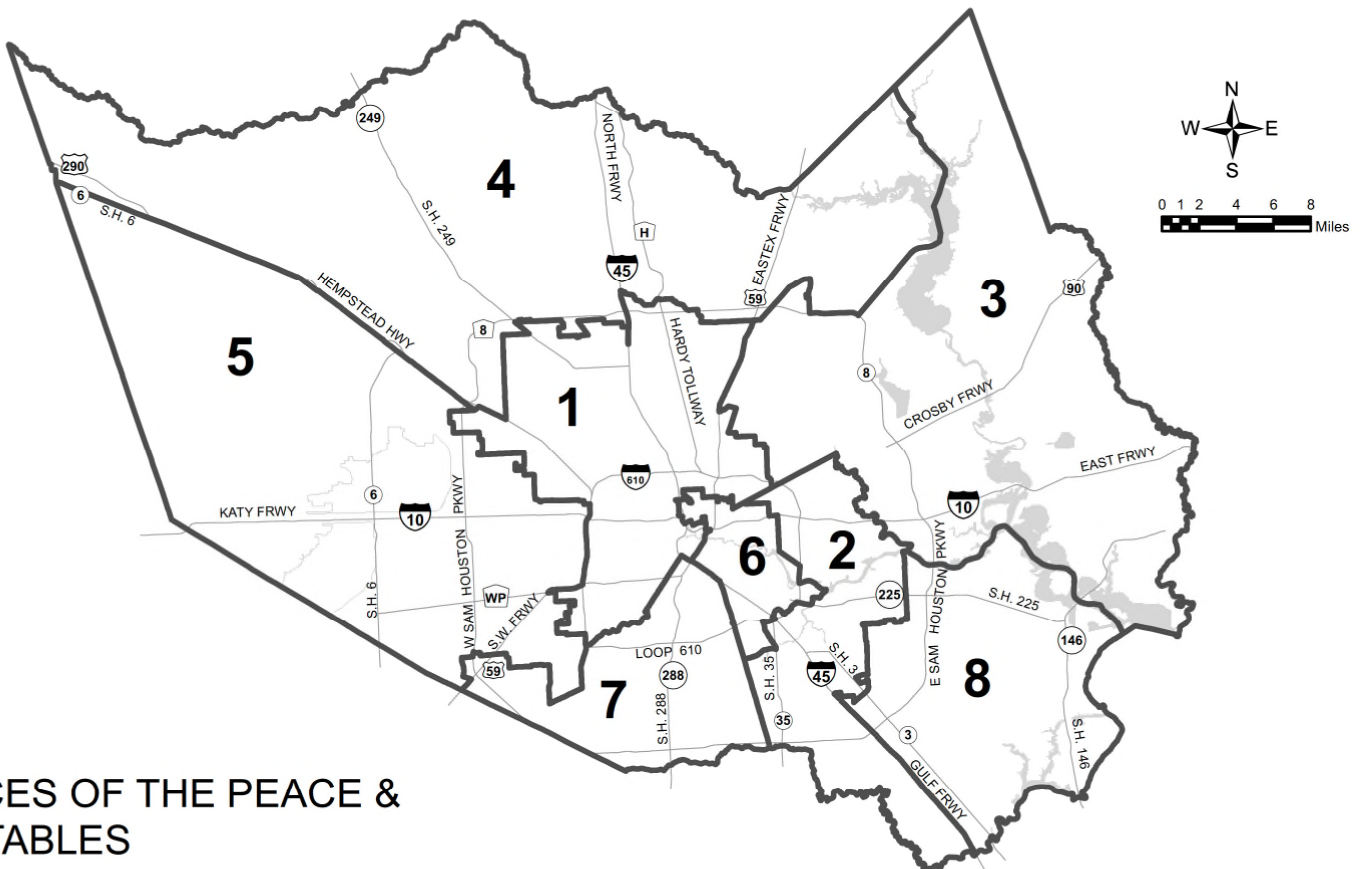 N
W E
S
0 1 2 4 6 8
Miles
249
NORTH FRWY
4
290
6
S.H. 6
S.H. 249
H
45
EASTEX FRWY
59
3
90
HEMPSTEAD HWY
8
HARDY TOLLWAY
5
1
8
CROSBY FRWY
610
EAST FRWY
6
KATY FRWY
10
W SAM HOUSTON PKWY
10
E SAM HOUSTON PKWY
6
2
WP
S.H. 6
S.W. FRWY
225
S.H. 225
146
LOOP 610
59
288
S.H. 35
45
S.H. 3
8
7
S.H. 288
35
3
S.H. 146
GULF FRWY
CES OF THE PEACE &
TABLES